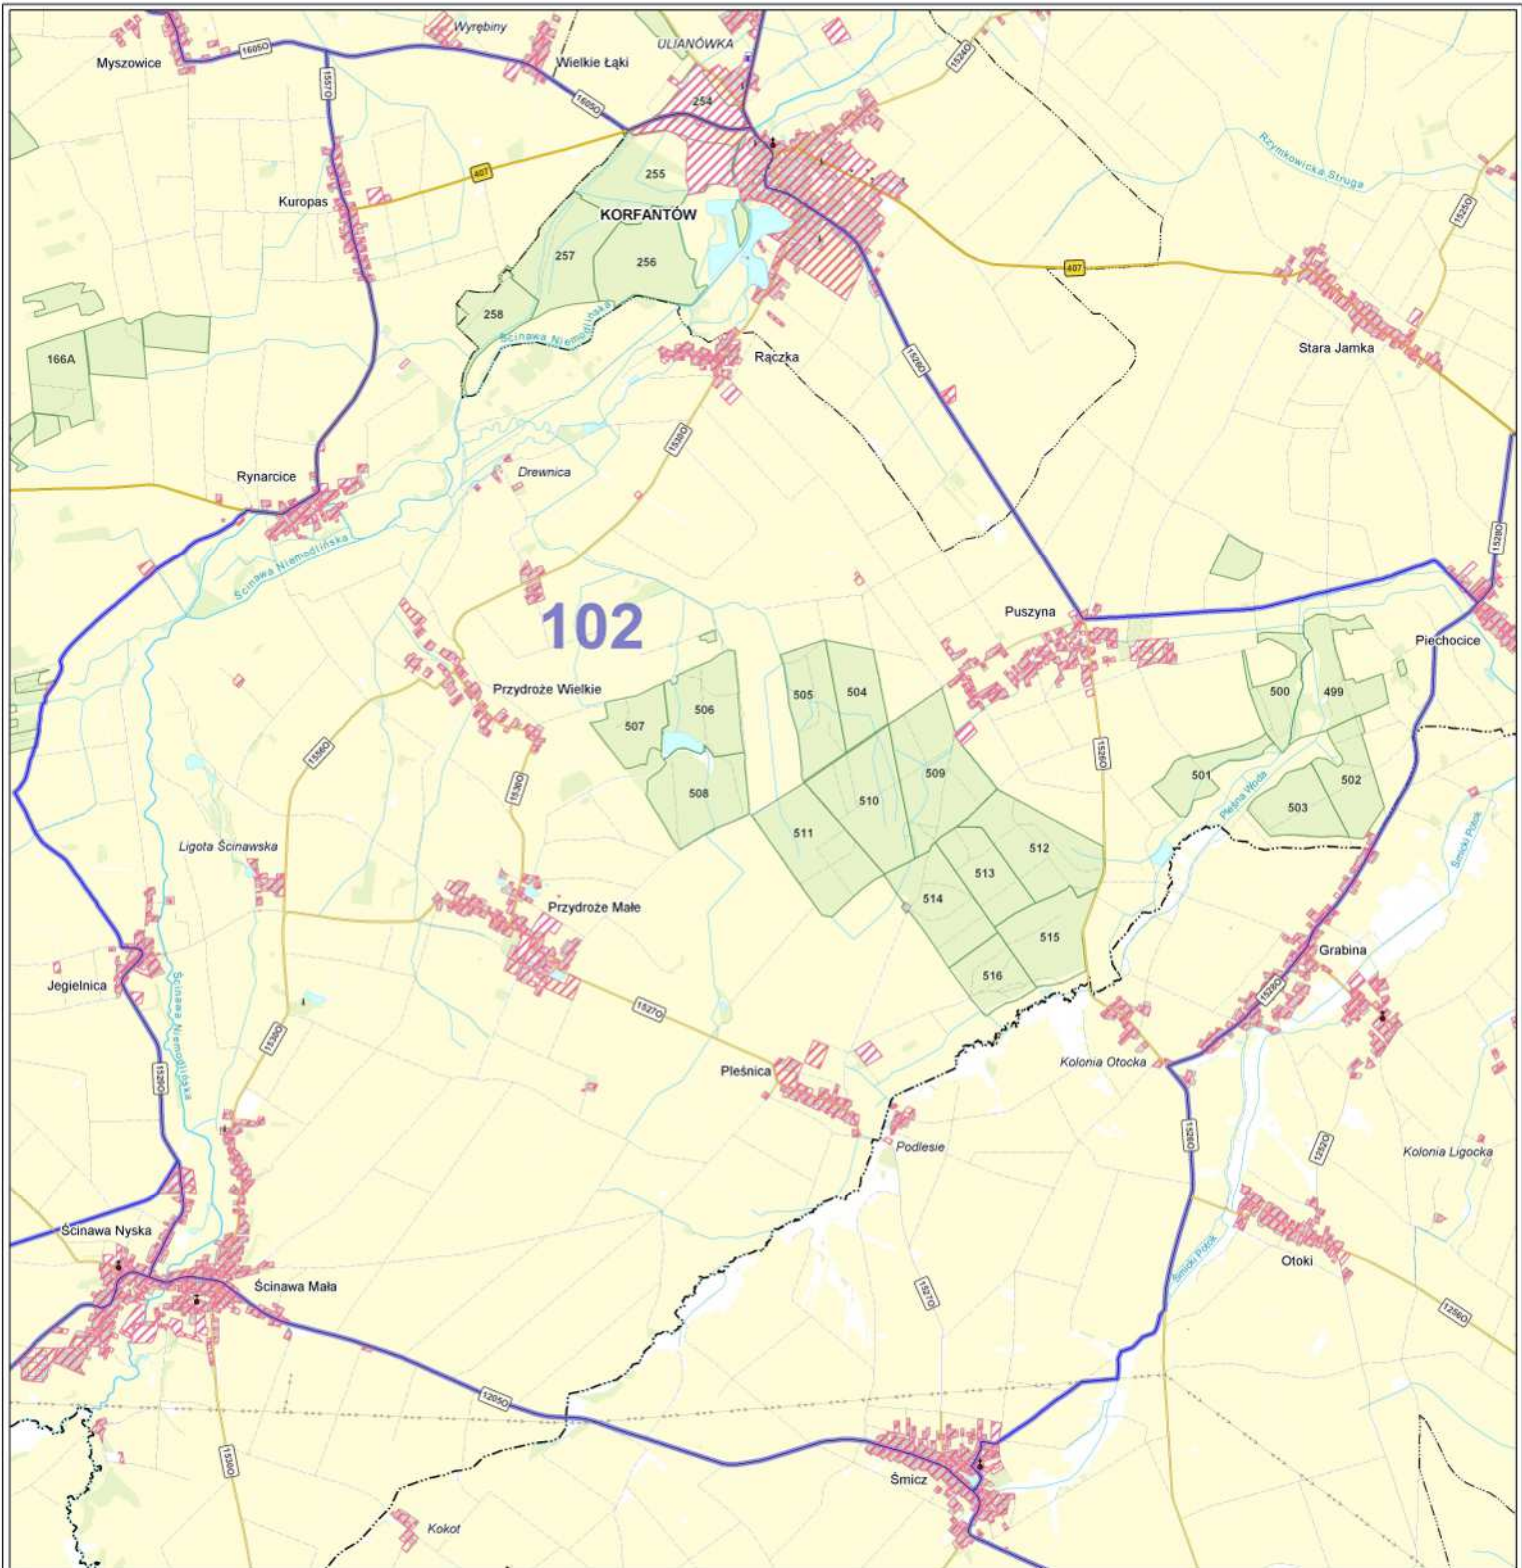 Wyrębiny
ULIANÓWKA
Myszowice
1605O
Wielkie Łąki
1524O
1557O
1605O
254
Rzymkowicka Struga
407
255
Kuropas
KORFANTÓW
1525O
257
256
407
258
Ścinawa Niemodlińska
166A
Rączka
1526O
Stara Jamka
1530O
Rynarcice
Drewnica
1528O
Ścinawa Niemodlińska
102
Puszyna
Piechocice
Przydroże Wielkie
505
504
500
499
506
507
1556O
1526O
509
501
Pleśna Woda
502
1530O
508
510
503
511
Śmicki Potok
Ligota Ścinawska
512
513
514
Przydroże Małe
515
Grabina
516
Jegielnica
Ścinawa Niemodlińska
1528O
1527O
1530O
Kolonia Otocka
Pleśnica
1529O
1526O
Podlesie
1252O
Kolonia Ligocka
Ścinawa Nyska
Otoki
Śmicki Potok
Ścinawa Mała
1527O
1256O
1205O
1530O
Śmicz
Kokot